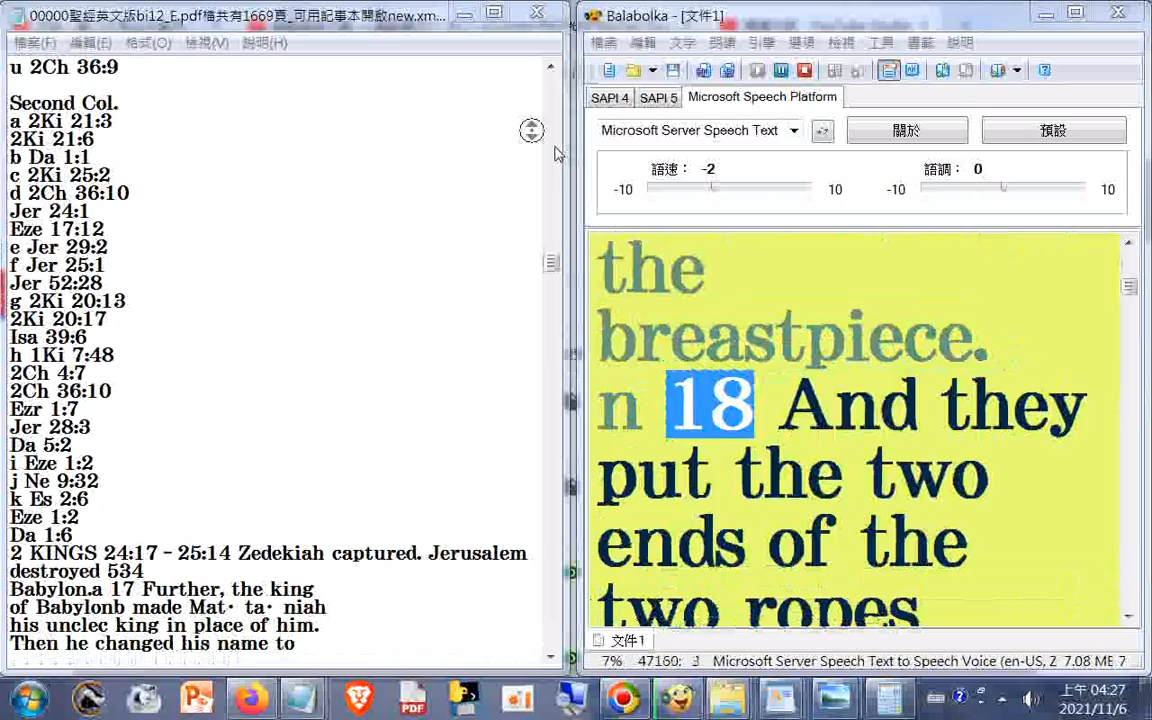 00000聖經英文版bi12_E.pdf檔共有1669頁_可用記事本開啟new.xm...
檔案(F) 編輯(E) 格式(O) 檢視(V) 說明(H)
u 2Ch 36:9
Second Col.
a 2Ki 21:3
2Ki 21:6
b Da 1:1
c 2Ki 25:2
d 2Ch 36:10
Jer 24:1
Eze 17:12
e Jer 29:2
f Jer 25:1
Jer 52:28
g 2Ki 20:13
2Ki 20:17
Isa 39:6
h 1Ki 7:48
2Ch 4:7
2Ch 36:10
Ezr 1:7
Jer 28:3
Da 5:2
i Eze 1:2
j Ne 9:32
k Es 2:6
Eze 1:2
Da 1:6
2 KINGS 24:17–25:14 Zedekiah captured. Jerusalem
destroyed 534
Babylon.a 17 Further, the king
of Babylonb made Mat· ta· niah
his unclec king in place of him.
Then he changed his name to
Balabolka - [文件1]
檔案 編輯 文字 朗讀 引擎 選項 檢視 工具 書籤 說明
SAPI 4 SAPI 5 Microsoft Speech Platform
Microsoft Server Speech Text 關於 預設
語速： -2 語調： 0
-10 10 -10 10
the
breastpiece.
n 18 And they
put the two
ends of the
two ropes
文件1
7% 47160: Microsoft Server Speech Text to Speech Voice (en-US, 7.08 ME 7
PDF
上午 04:27
2021/11/6